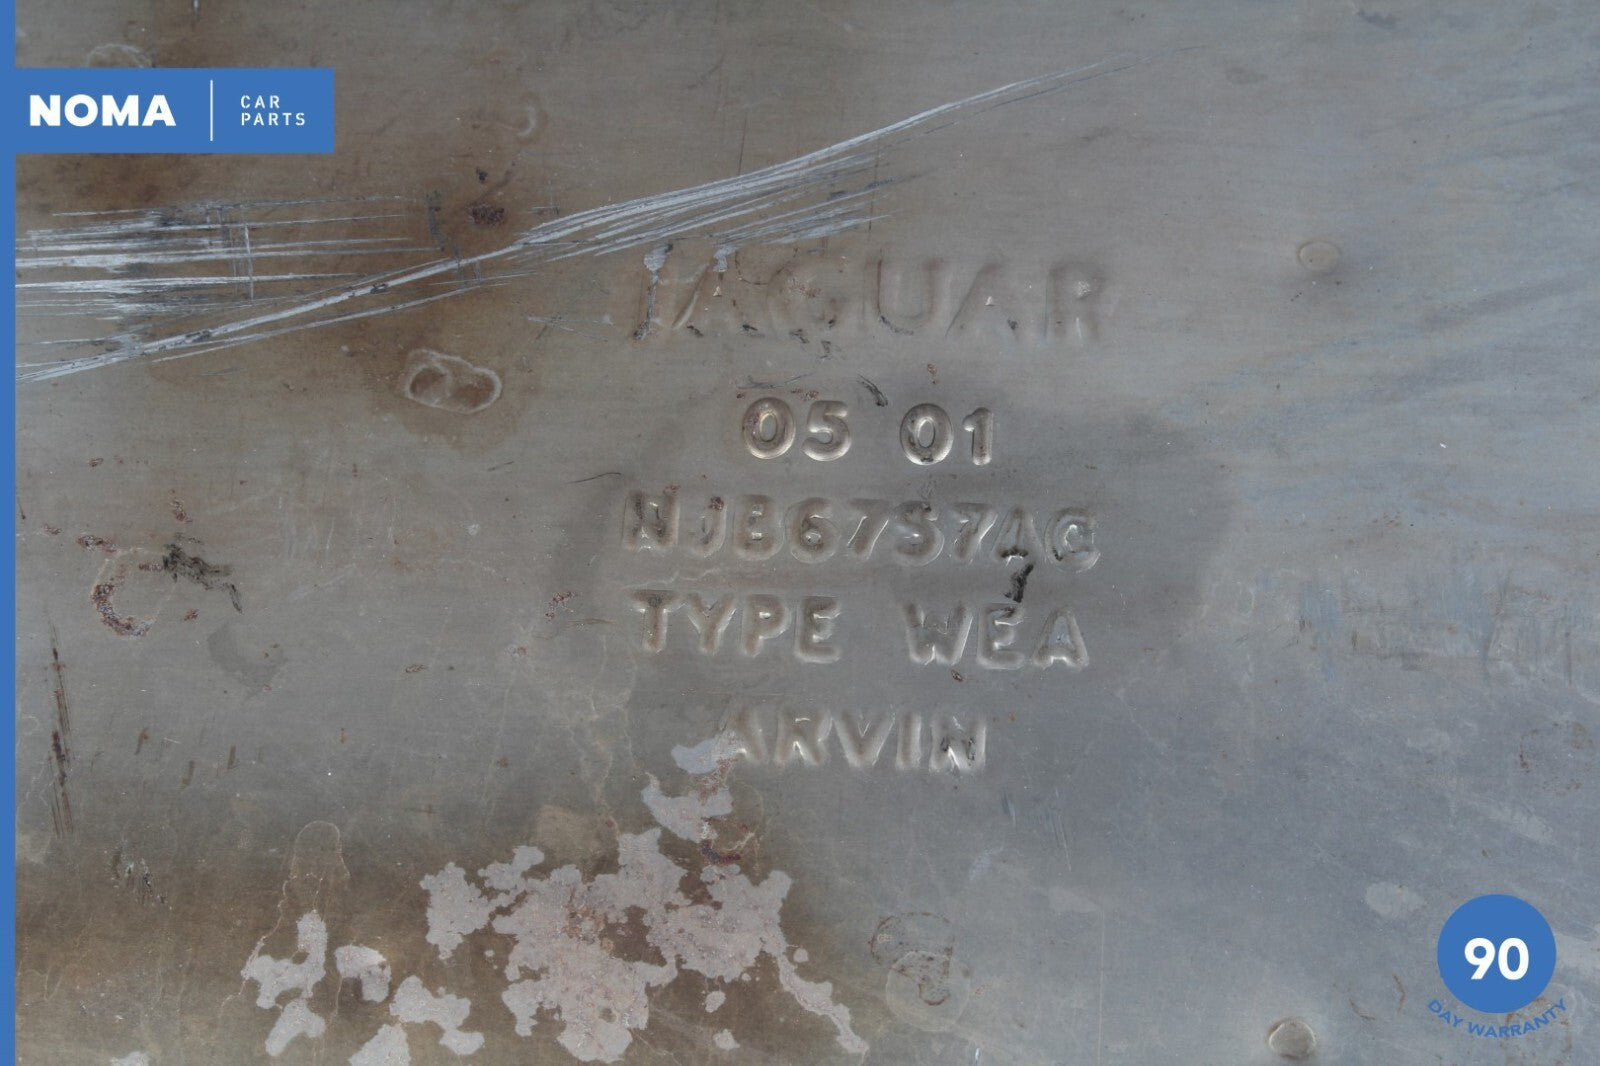 NOMA
CAR
PARTS
JAGUAR
05 01
NJB67S7AC
TYPE WEA
ARVIN
90
DAY WARRANTY